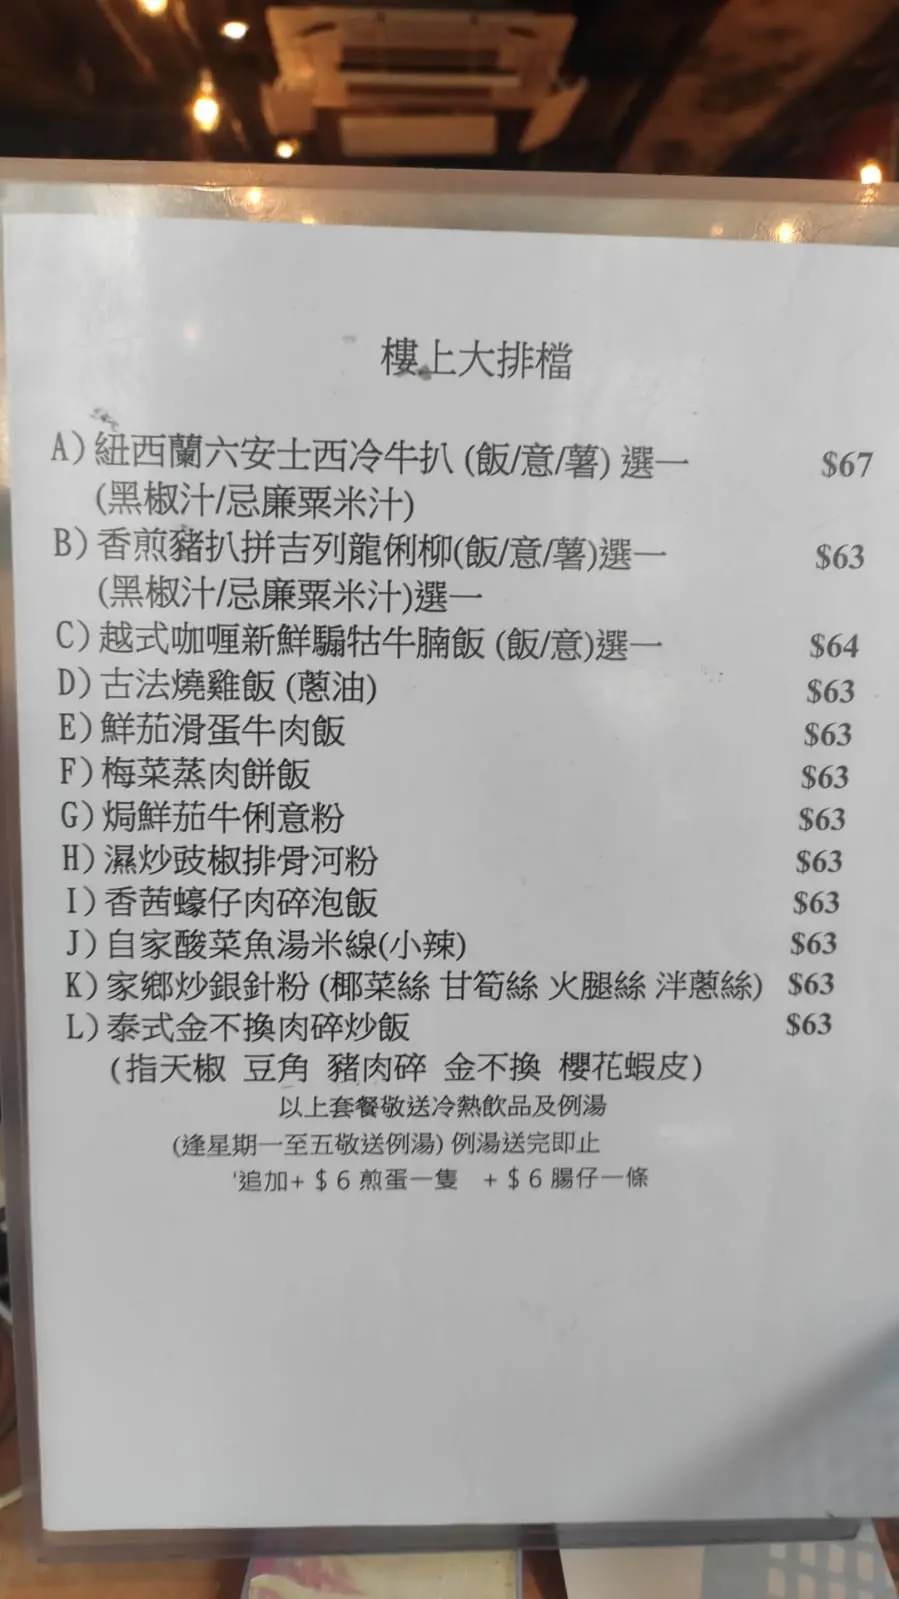 樓上大排檔
A)紐西蘭六安士西冷牛扒 (飯/意/薯) 選一 $67
(黑椒汁/忌廉粟米汁)
B)香煎豬扒拼吉列龍俐柳(飯/意/薯)選一 $63
(黑椒汁/忌廉粟米汁)選一
C)越式咖喱新鮮騸牯牛腩飯 (飯/意)選一 $64
D)古法燒雞飯 (蔥油) $63
E)鮮茄滑蛋牛肉飯 $63
F)梅菜蒸肉餅飯 $63
G)焗鮮茄牛俐意粉 $63
H)濕炒豉椒排骨河粉 $63
I)香茜蠔仔肉碎泡飯 $63
J)自家酸菜魚湯米線(小辣) $63
K)家鄉炒銀針粉 (椰菜絲 甘筍絲 火腿絲 洋蔥絲) $63
L)泰式金不換肉碎炒飯 $63
(指天椒 豆角 豬肉碎 金不換 櫻花蝦皮)
以上套餐敬送冷熱飲品及例湯
(逢星期一至五敬送例湯) 例湯送完即止
'追加+＄6 煎蛋一隻 +＄6 腸仔一條